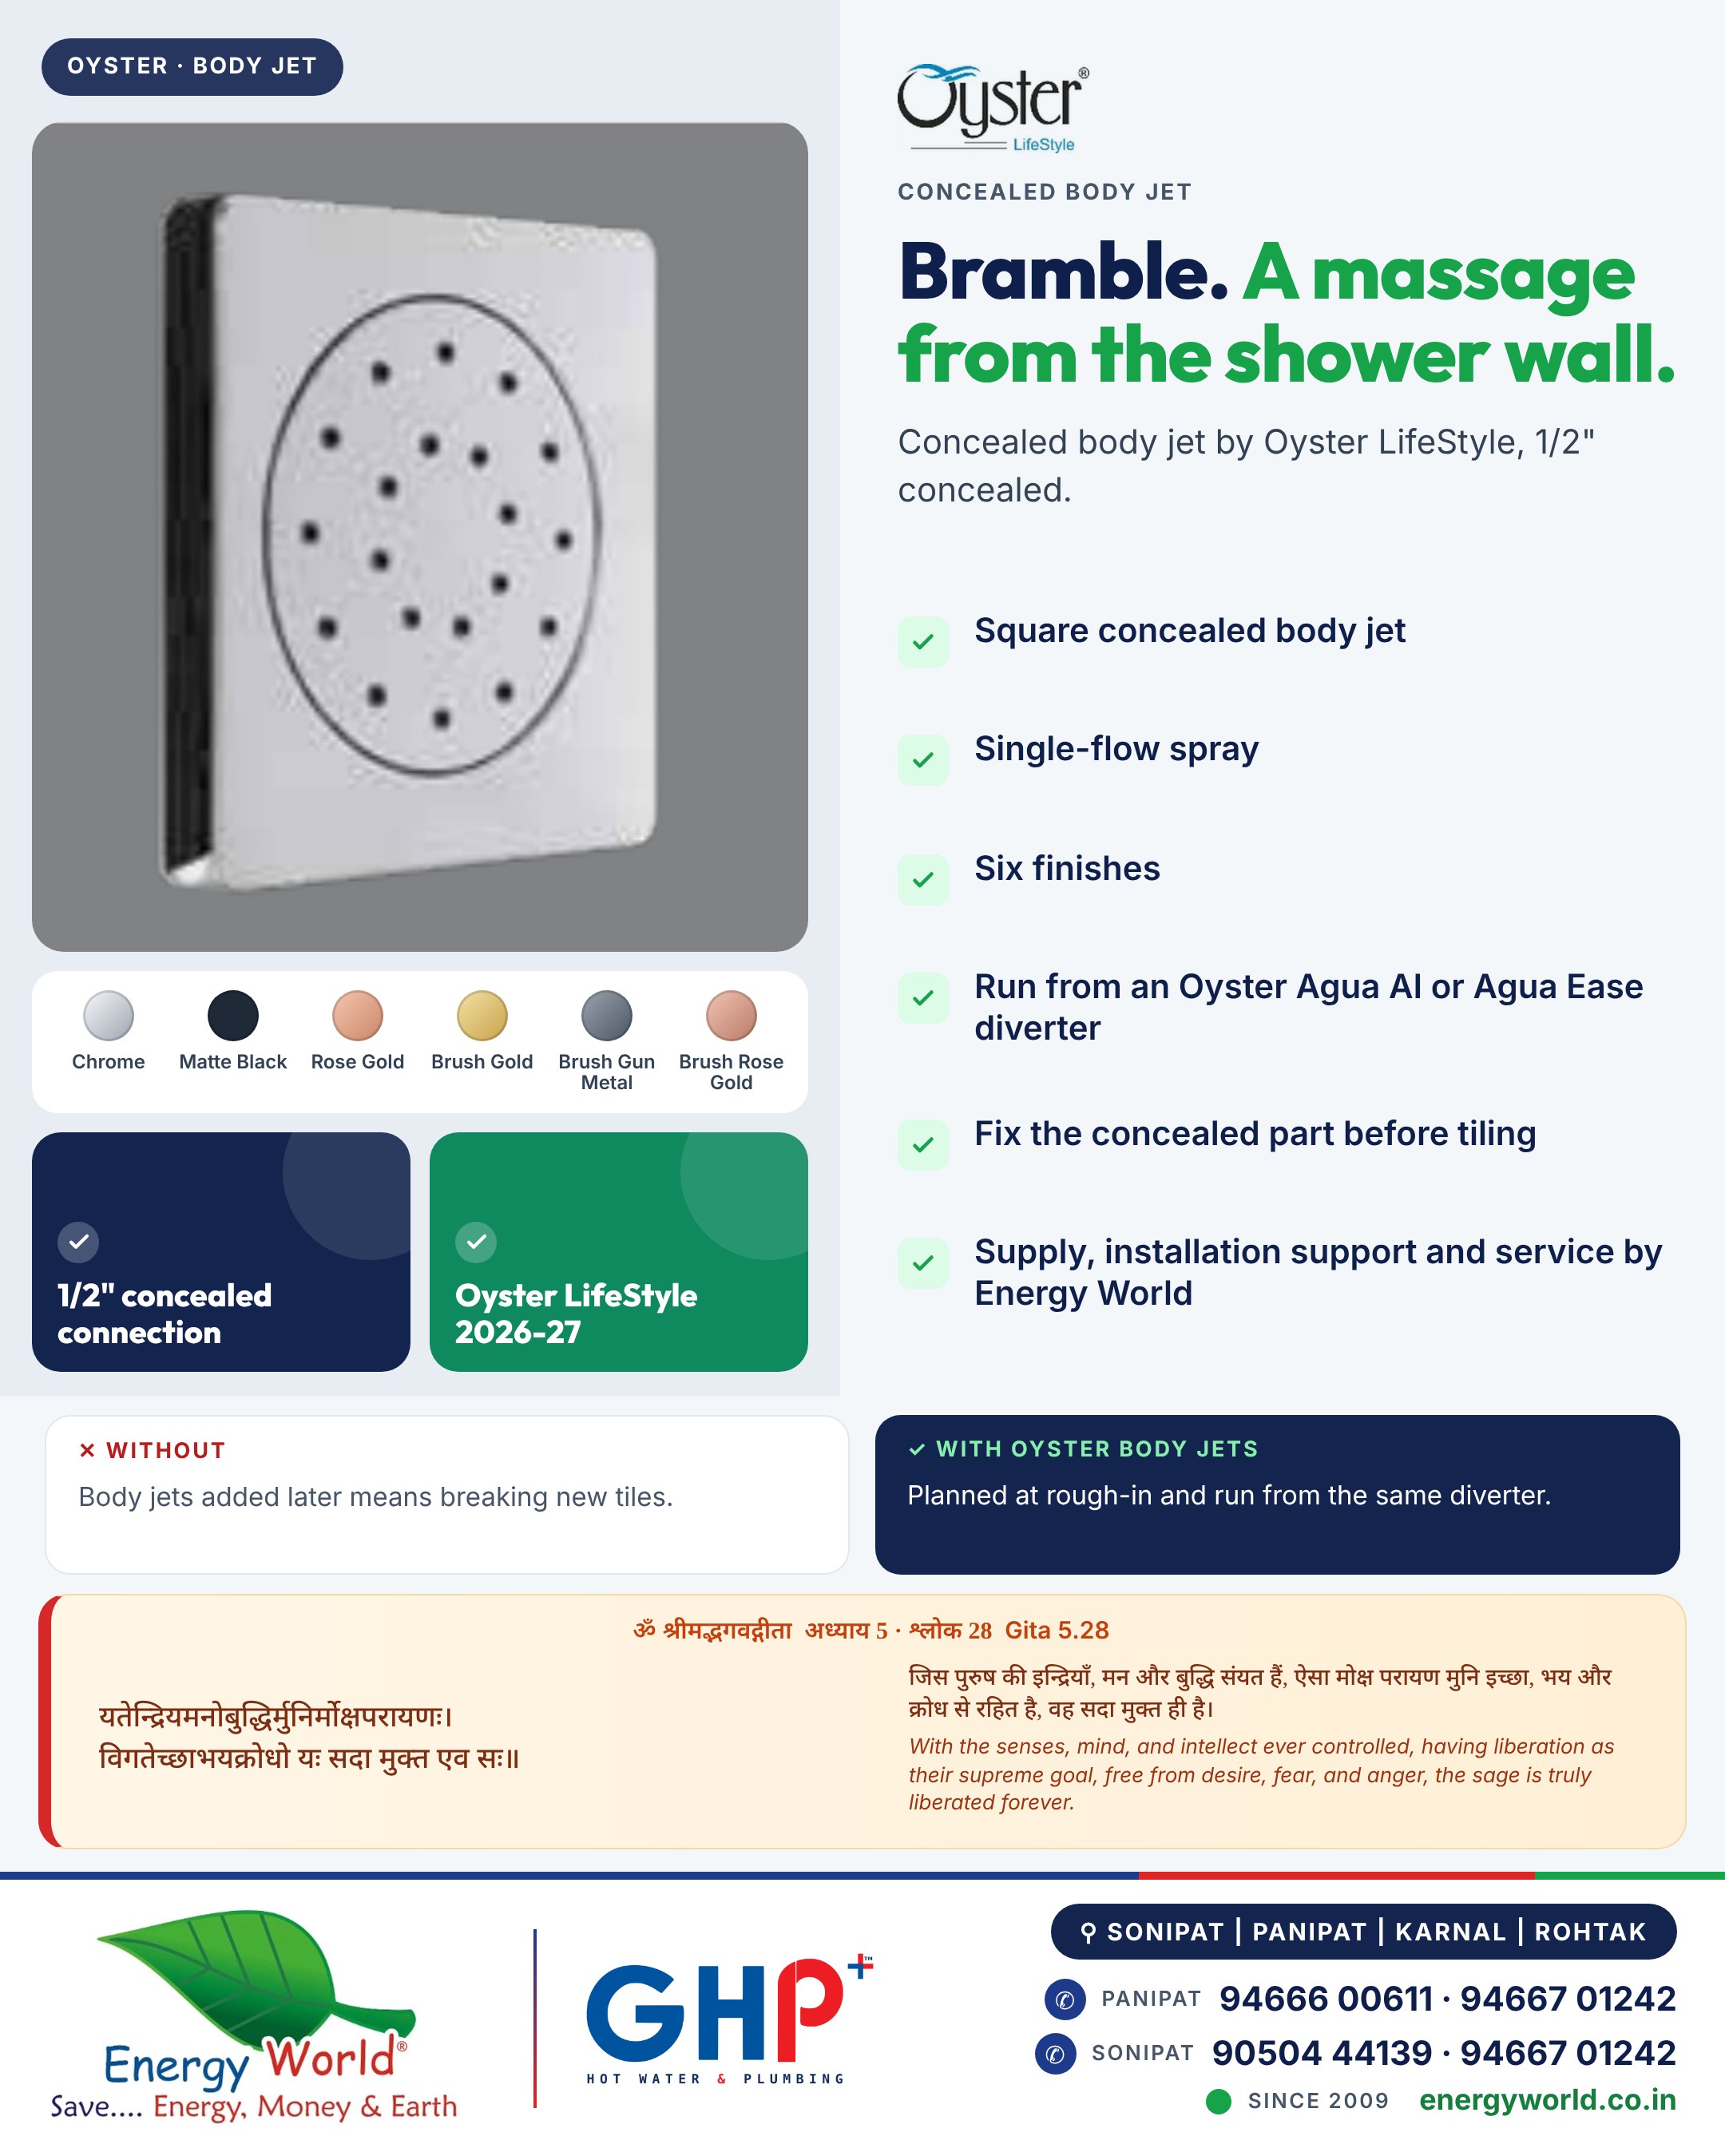 OYSTER · BODY JET
Oyster®
LifeStyle
CONCEALED BODY JET
Bramble. A massage
from the shower wall.
Concealed body jet by Oyster LifeStyle, 1/2"
concealed.
Square concealed body jet
Single-flow spray
Six finishes
Run from an Oyster Agua AI or Agua Ease
diverter
Fix the concealed part before tiling
Supply, installation support and service by
Energy World
Chrome
Matte Black
Rose Gold
Brush Gold
Brush Gun
Metal
Brush Rose
Gold
1/2" concealed
connection
Oyster LifeStyle
2026-27
✕ WITHOUT
Body jets added later means breaking new tiles.
✓ WITH OYSTER BODY JETS
Planned at rough-in and run from the same diverter.
ॐ श्रीमद्भगवद्गीता अध्याय 5 · श्लोक 28 Gita 5.28
यतेन्द्रियमनोबुद्धिर्मुनिर्मोक्षपरायणः।
विगतेच्छाभयक्रोधो यः सदा मुक्त एव सः॥
जिस पुरुष की इन्द्रियाँ, मन और बुद्धि संयत हैं, ऐसा मोक्ष परायण मुनि इच्छा, भय और
क्रोध से रहित है, वह सदा मुक्त ही है।
With the senses, mind, and intellect ever controlled, having liberation as
their supreme goal, free from desire, fear, and anger, the sage is truly
liberated forever.
Energy World®
Save.... Energy, Money & Earth
GHP+™
HOT WATER & PLUMBING
SONIPAT | PANIPAT | KARNAL | ROHTAK
PANIPAT 94666 00611 · 94667 01242
SONIPAT 90504 44139 · 94667 01242
SINCE 2009 energyworld.co.in